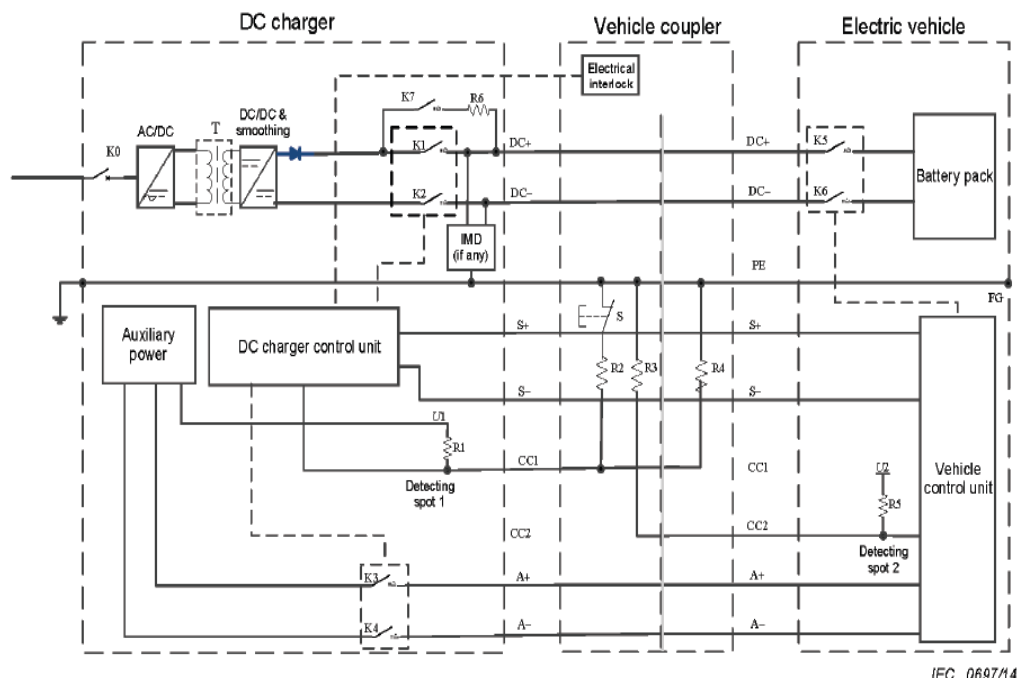 DC charger
Vehicle coupler
Electric vehicle
Electrical
interlock
K7
R6
DC/DC &
smoothing
AC/DC
T
K0
K1
DC+
DC+
K5
K2
DC−
DC−
K6
Battery pack
IMD
(if any)
PE
FG
Auxiliary
power
DC charger control unit
S+
S
S+
R2
R3
R4
S−
S−
U1
R1
CC1
CC1
Detecting
spot 1
Vehicle
control unit
U2
R5
CC2
CC2
Detecting
spot 2
K3
A+
A+
K4
A−
A−
IEC 0697/14